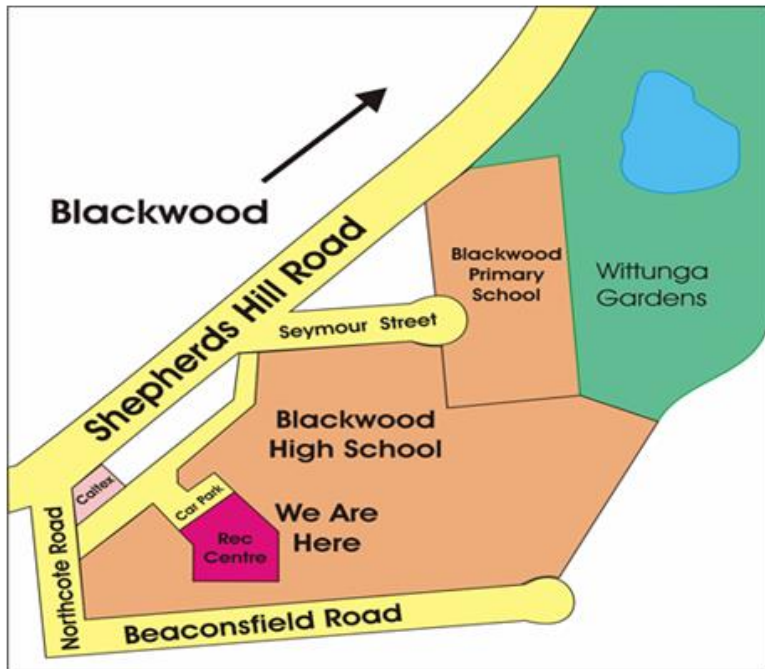 Blackwood
Shepherds Hill Road
Blackwood
Primary
School
Wittunga
Gardens
Seymour Street
Blackwood
High School
Caltex
Car Park
We Are
Here
Rec
Centre
Northcote Road
Beaconsfield Road